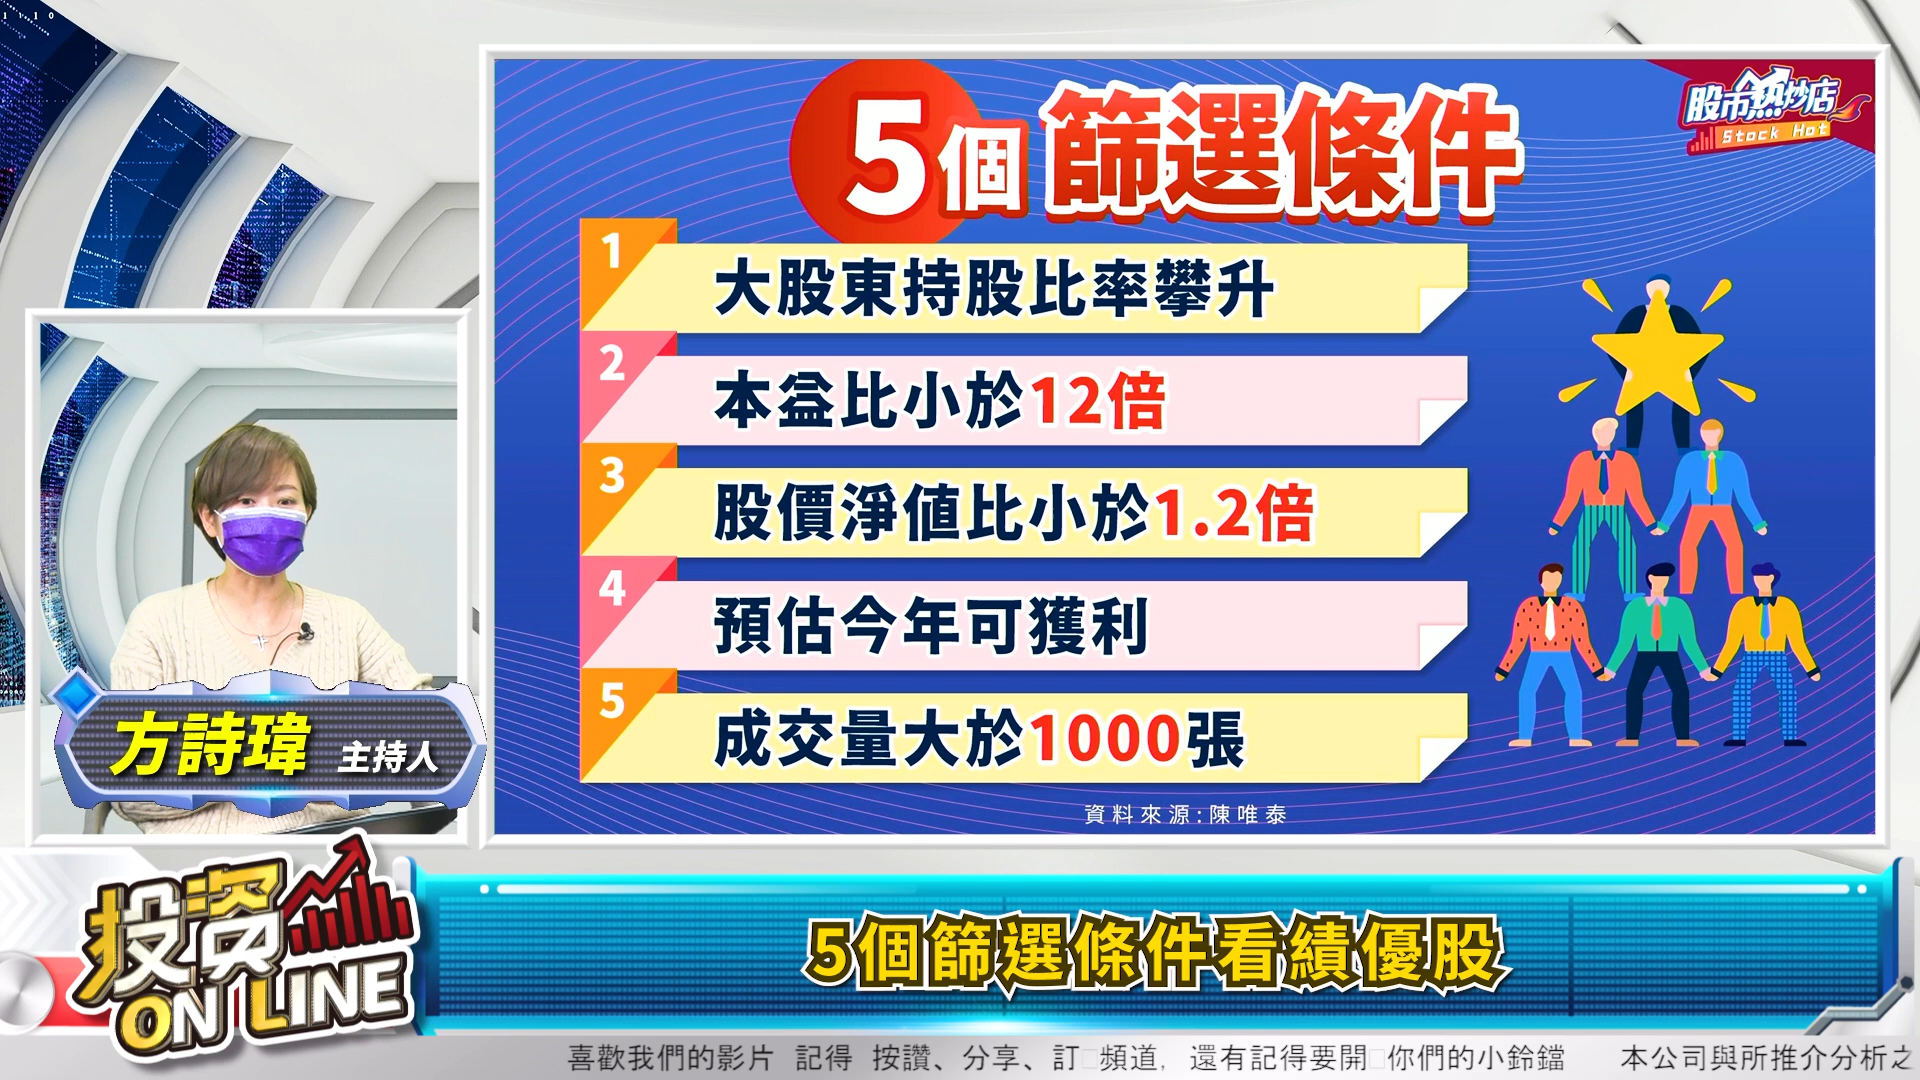 1 1 1 0
5個 篩選條件
股市熱炒店
Stock Hot
1 大股東持股比率攀升
2 本益比小於12倍
3 股價淨值比小於1.2倍
4 預估今年可獲利
5 成交量大於1000張
資料來源:陳唯泰
方詩瑋 主持人
投資
ON LINE
5個篩選條件看績優股
喜歡我們的影片 記得 按讚、分享、訂□頻道, 還有記得要開□你們的小鈴鐺 本公司與所推介分析之